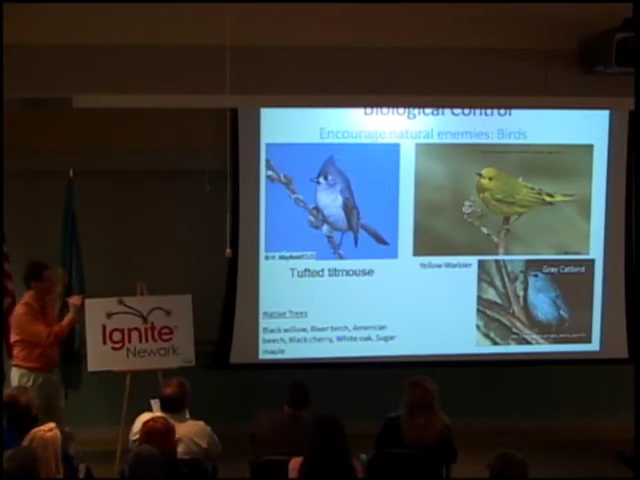 Biological Control
Encourage natural enemies: Birds
Tufted titmouse
Yellow Warbler
Gray Catbird
Native Trees
Black willow, River birch, American
beech, Black cherry, White oak, Sugar
maple
Ignite
Newark